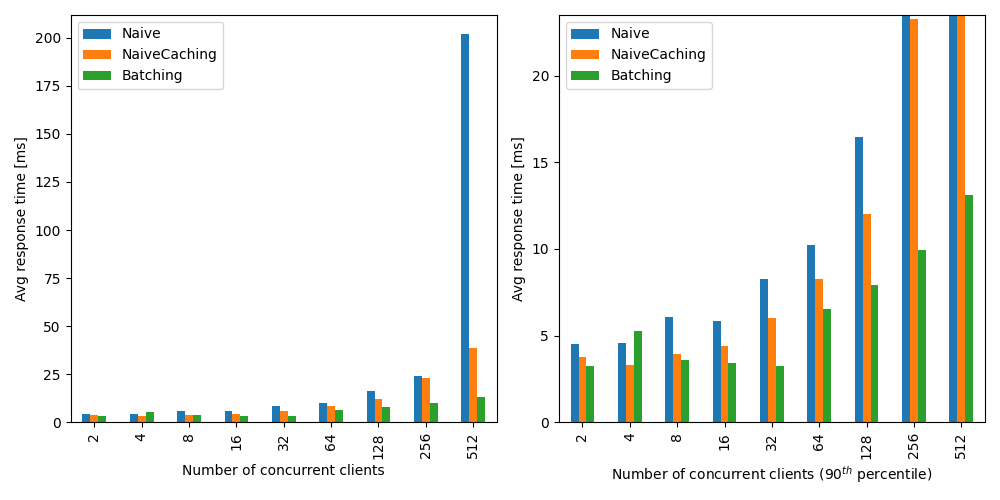 Naive
NaiveCaching
Batching
Avg response time [ms]
200
175
150
125
100
75
50
25
0
2 4 8 16 32 64 128 256 512
Number of concurrent clients
Naive
NaiveCaching
Batching
Avg response time [ms]
20
15
10
5
0
2 4 8 16 32 64 128 256 512
Number of concurrent clients (90th percentile)